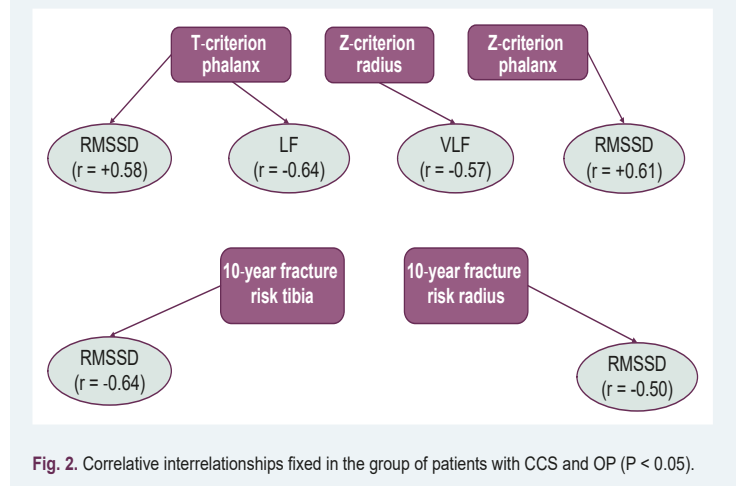 T-criterion
phalanx
Z-criterion
radius
Z-criterion
phalanx
RMSSD
(r = +0.58)
LF
(r = -0.64)
VLF
(r = -0.57)
RMSSD
(r = +0.61)
10-year fracture
risk tibia
10-year fracture
risk radius
RMSSD
(r = -0.64)
RMSSD
(r = -0.50)
Fig. 2. Correlative interrelationships fixed in the group of patients with CCS and OP (P < 0.05).